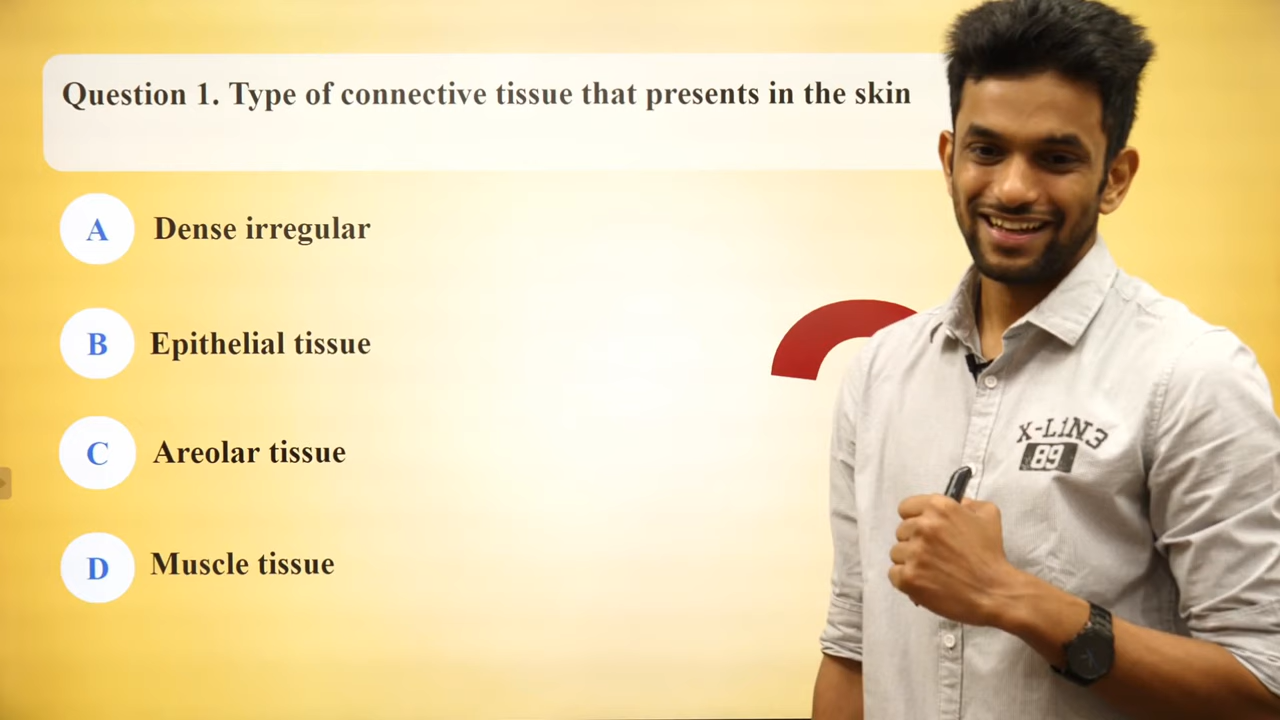 Question 1. Type of connective tissue that presents in the skin
A Dense irregular
B Epithelial tissue
C Areolar tissue
D Muscle tissue
X-L1N3
89